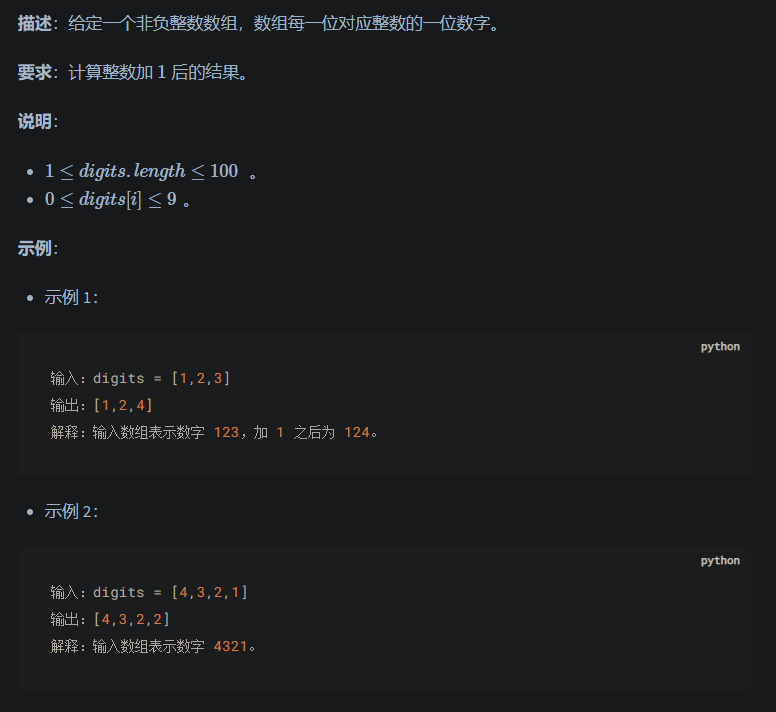 描述：给定一个非负整数数组，数组每一位对应整数的一位数字。
要求：计算整数加 1 后的结果。
说明：
• 1 ≤ digits.length ≤ 100 。
• 0 ≤ digits[i] ≤ 9 。
示例：
• 示例 1：
python
输入：digits = [1,2,3]
输出：[1,2,4]
解释：输入数组表示数字 123，加 1 之后为 124。
• 示例 2：
python
输入：digits = [4,3,2,1]
输出：[4,3,2,2]
解释：输入数组表示数字 4321。